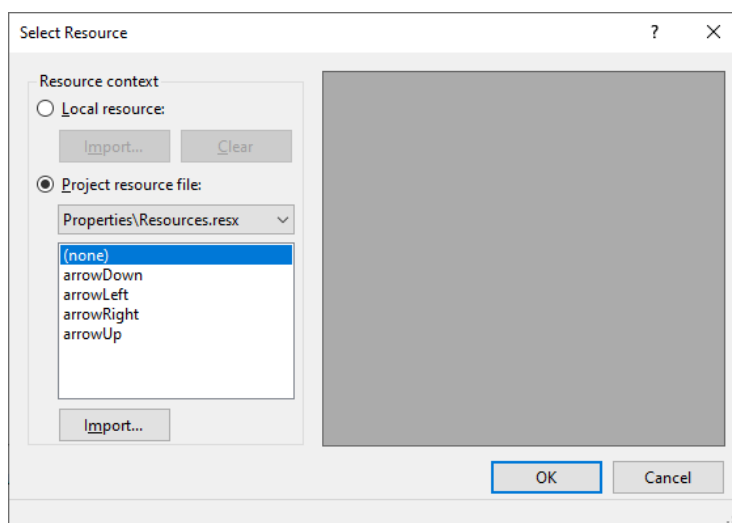 Select Resource ?
Resource context
Local resource:
Import... Clear
Project resource file:
Properties\Resources.resx
(none)
arrowDown
arrowLeft
arrowRight
arrowUp
Import...
OK Cancel